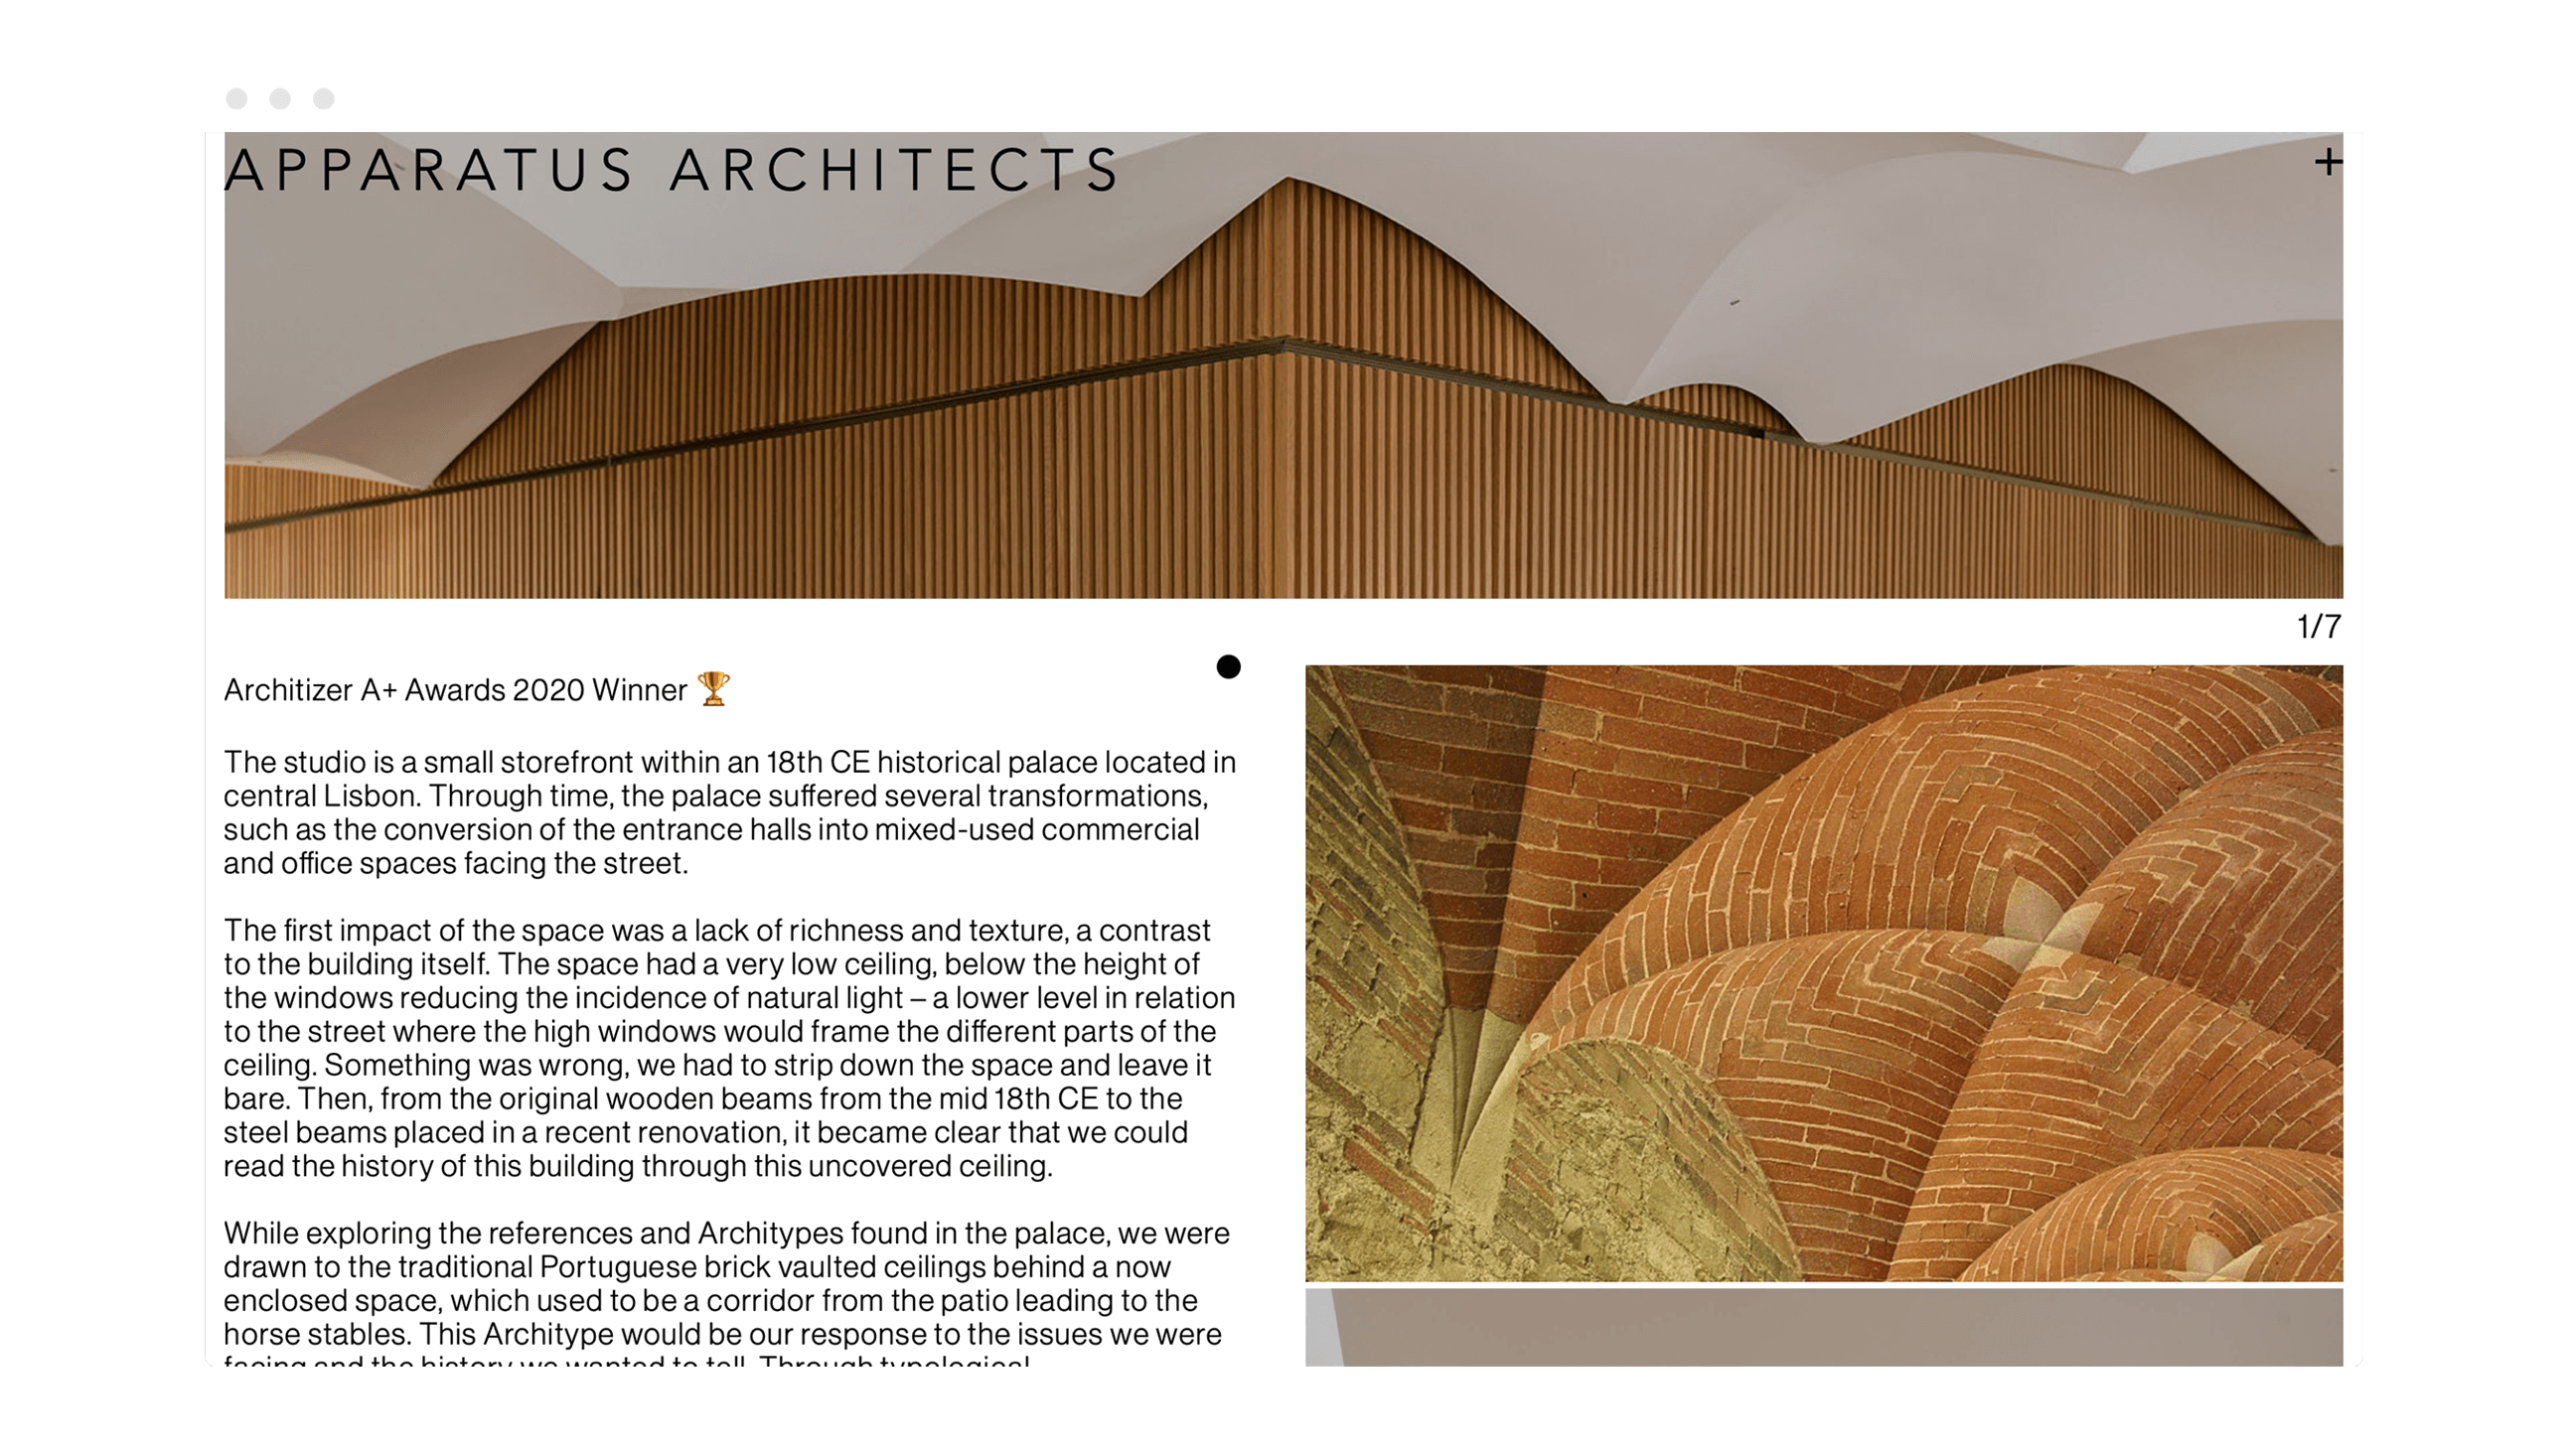 APPARATUS ARCHITECTS
+
1/7
Architizer A+ Awards 2020 Winner 🏆
The studio is a small storefront within an 18th CE historical palace located in
central Lisbon. Through time, the palace suffered several transformations,
such as the conversion of the entrance halls into mixed-used commercial
and office spaces facing the street.
The first impact of the space was a lack of richness and texture, a contrast
to the building itself. The space had a very low ceiling, below the height of
the windows reducing the incidence of natural light – a lower level in relation
to the street where the high windows would frame the different parts of the
ceiling. Something was wrong, we had to strip down the space and leave it
bare. Then, from the original wooden beams from the mid 18th CE to the
steel beams placed in a recent renovation, it became clear that we could
read the history of this building through this uncovered ceiling.
While exploring the references and Architypes found in the palace, we were
drawn to the traditional Portuguese brick vaulted ceilings behind a now
enclosed space, which used to be a corridor from the patio leading to the
horse stables. This Architype would be our response to the issues we were
facing and the history we wanted to tell. Through typological